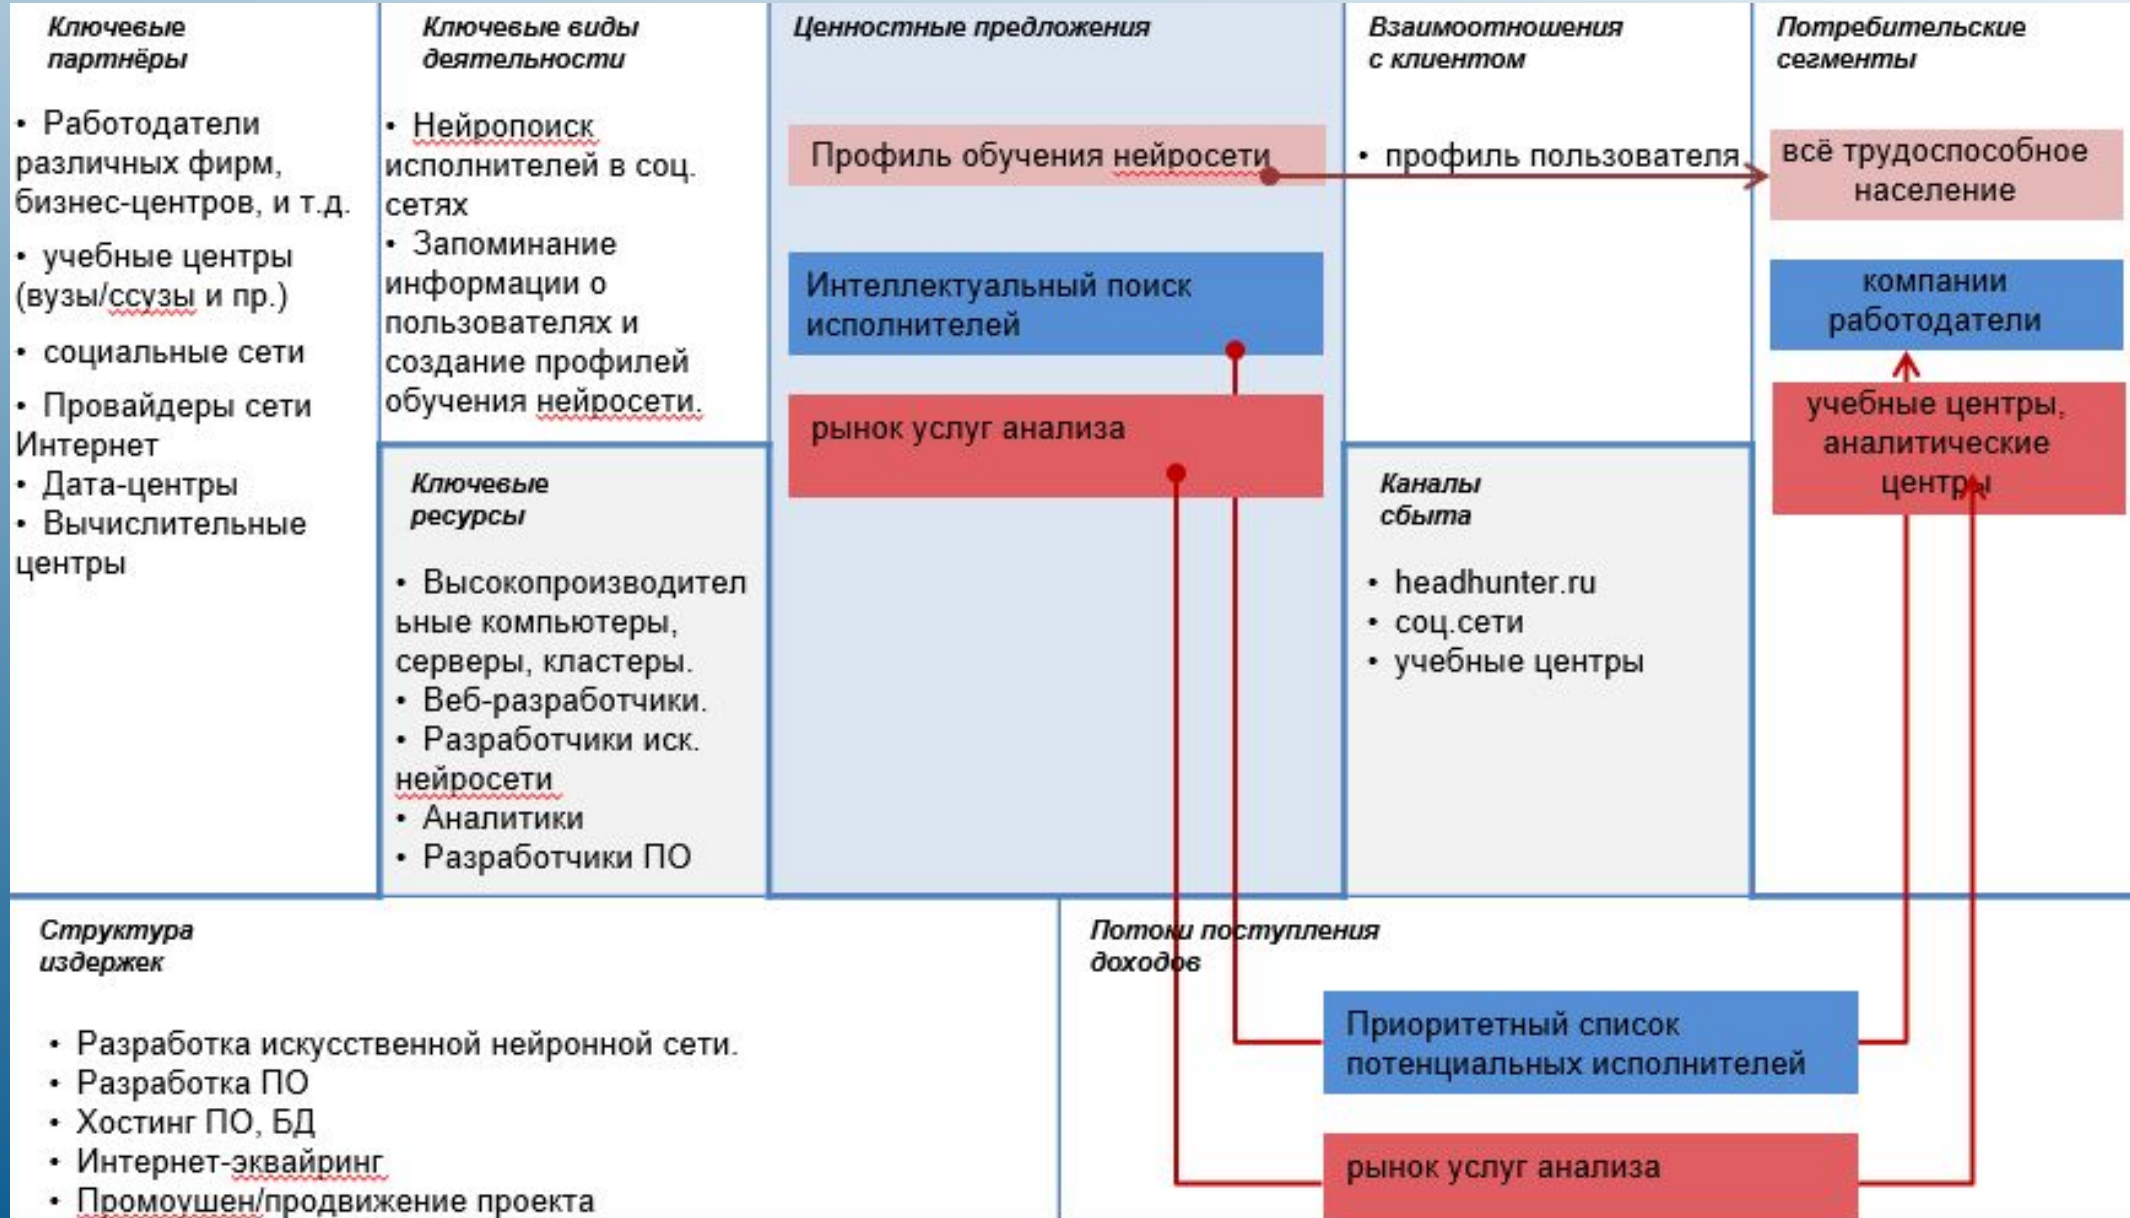 Ключевые
партнёры
• Работодатели
различных фирм,
бизнес-центров, и т.д.
• учебные центры
(вузы/ссузы и пр.)
• социальные сети
• Провайдеры сети
Интернет
• Дата-центры
• Вычислительные
центры
Ключевые виды
деятельности
• Нейропоиск
исполнителей в соц.
сетях
• Запоминание
информации о
пользователях и
создание профилей
обучения нейросети.
Ключевые
ресурсы
• Высокопроизводител
ьные компьютеры,
серверы, кластеры.
• Веб-разработчики.
• Разработчики иск.
нейросети
• Аналитики
• Разработчики ПО
Ценностные предложения
Профиль обучения нейросети
Интеллектуальный поиск
исполнителей
рынок услуг анализа
Взаимоотношения
с клиентом
• профиль пользователя
Каналы
сбыта
• headhunter.ru
• соц.сети
• учебные центры
Потребительские
сегменты
всё трудоспособное
население
компании
работодатели
учебные центры,
аналитические
центры
Структура
издержек
• Разработка искусственной нейронной сети.
• Разработка ПО
• Хостинг ПО, БД
• Интернет-эквайринг
• Промоушен/продвижение проекта
Потоки поступления
доходов
Приоритетный список
потенциальных исполнителей
рынок услуг анализа